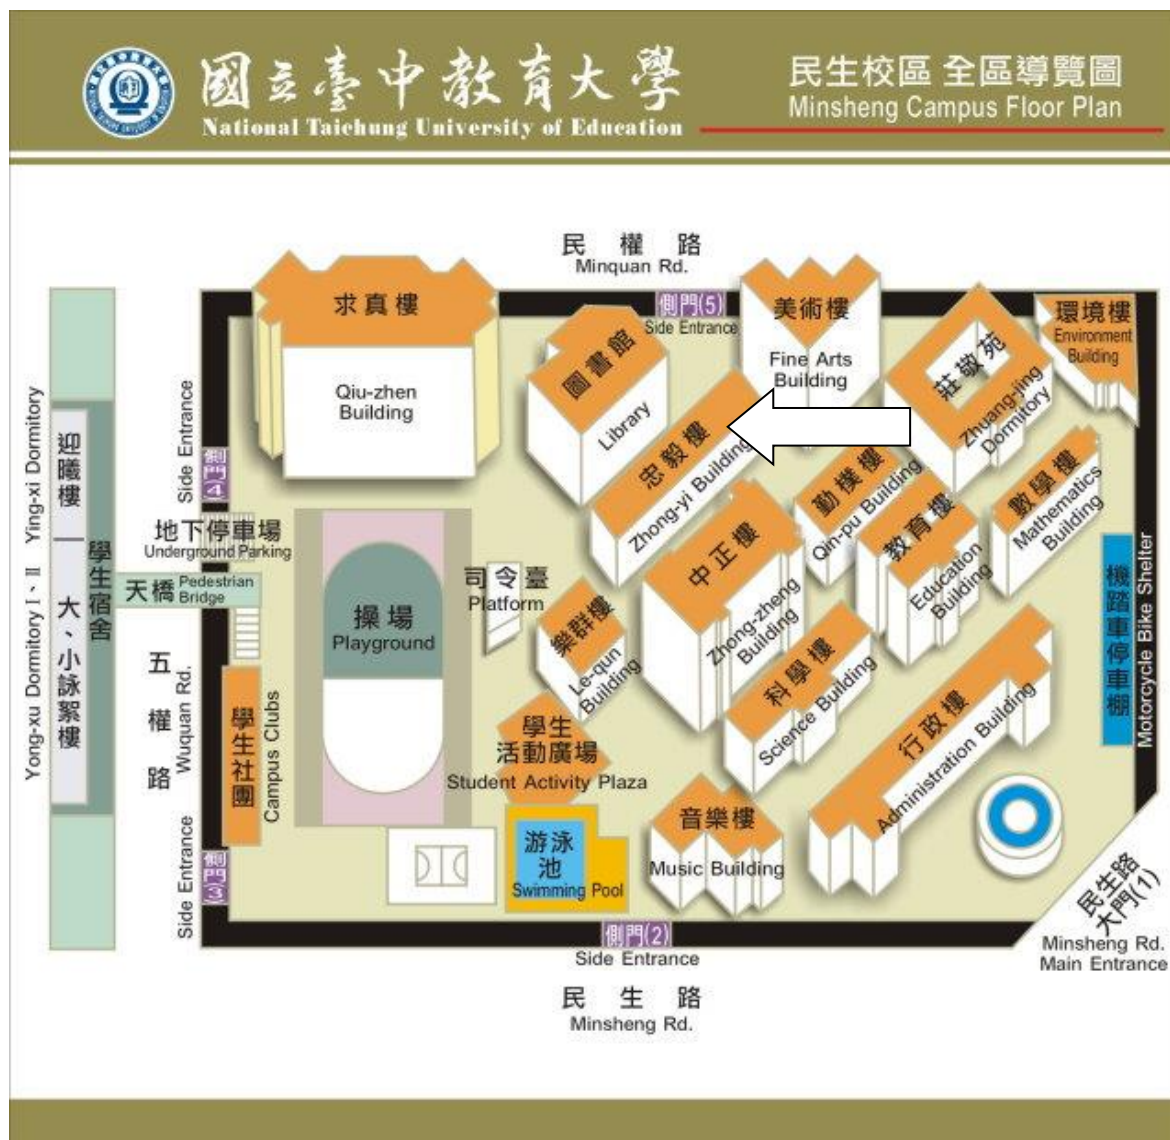 國立臺中教育大學
National Taichung University of Education
民生校區 全區導覽圖
Minsheng Campus Floor Plan
民權路
Minquan Rd.
側門(5)
Side Entrance
求真樓
Qiu-zhen
Building
圖書館
Library
忠毅樓
Zhong-yi Building
美術樓
Fine Arts
Building
莊敬苑
Zhuang-jing
Dormitory
環境樓
Environment
Building
勤樸樓
Qin-pu Building
教育樓
Education
Building
數學樓
Mathematics
Building
中正樓
Zhong-zheng
Building
科學樓
Science Building
行政樓
Administration Building
機踏車停車棚
Motorcycle Bike Shelter
Side Entrance
側門(4)
地下停車場
Underground Parking
天橋
Pedestrian
Bridge
迎曦樓
Ying-xi Dormitory
大、小詠絮樓
Yong-xu Dormitory I、II
學生宿舍
五權路
Wuquan Rd.
操場
Playground
司令臺
Platform
樂群樓
Le-qun
Building
學生社團
Campus Clubs
學生
活動廣場
Student Activity Plaza
游泳
池
Swimming Pool
音樂樓
Music Building
Side Entrance
側門(3)
側門(2)
Side Entrance
民生路
Minsheng Rd.
民生路
大門(1)
Minsheng Rd.
Main Entrance